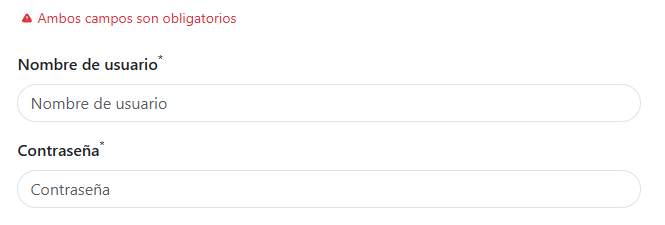 Ambos campos son obligatorios
Nombre de usuario*
Nombre de usuario
Contraseña*
Contraseña